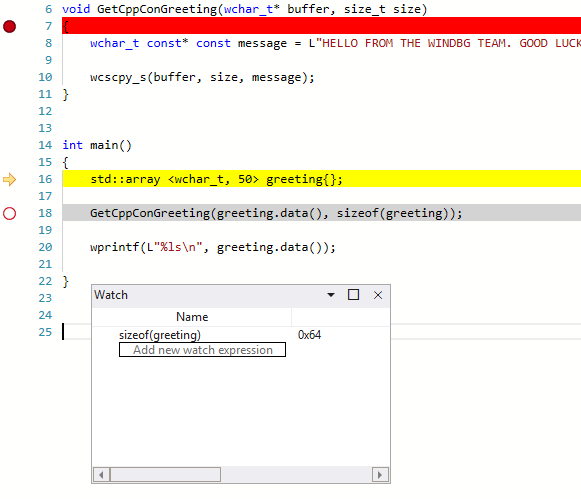 6 void GetCppConGreeting(wchar_t* buffer, size_t size)
7 {
8 wchar_t const* const message = L"HELLO FROM THE WINDBG TEAM. GOOD LUCK
9
10 wcscpy_s(buffer, size, message);
11 }
12
13
14 int main()
15 {
16 std::array <wchar_t, 50> greeting{};
17
18 GetCppConGreeting(greeting.data(), sizeof(greeting));
19
20 wprintf(L"%ls\n", greeting.data());
21
22 }
23
24
25
Watch
Name
sizeof(greeting) 0x64
Add new watch expression